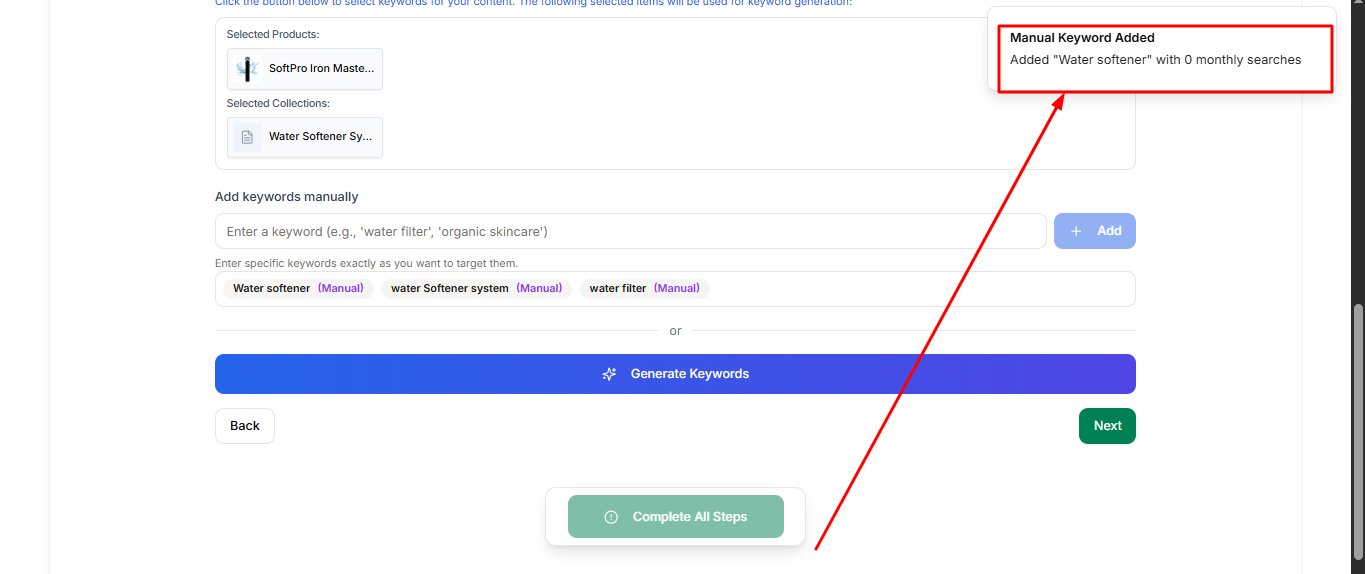 Click the button below to select keywords for your content. The following selected items will be used for keyword generation:
Selected Products:
SoftPro Iron Maste...
Selected Collections:
Water Softener Sy...
Manual Keyword Added
Added "Water softener" with 0 monthly searches
Add keywords manually
Enter a keyword (e.g., 'water filter', 'organic skincare')
+ Add
Enter specific keywords exactly as you want to target them.
Water softener (Manual) water Softener system (Manual) water filter (Manual)
or
Generate Keywords
Back
Next
Complete All Steps